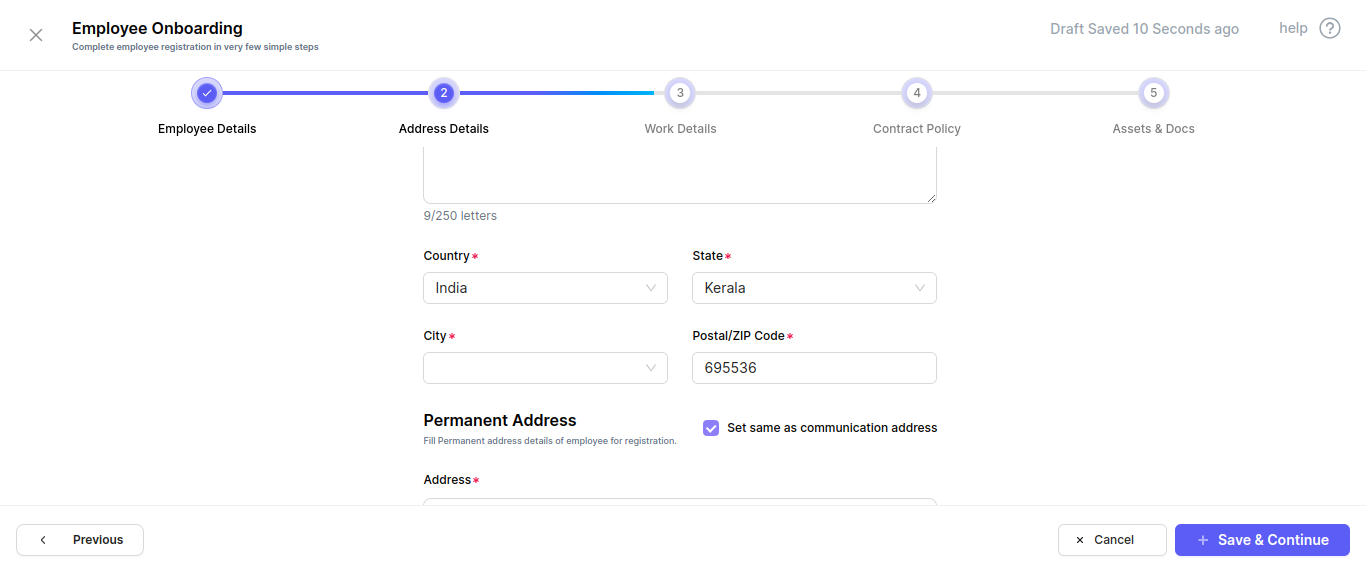 Employee Onboarding
Complete employee registration in very few simple steps
Draft Saved 10 Seconds ago
help ?
2
3
4
5
Employee Details
Address Details
Work Details
Contract Policy
Assets & Docs
9/250 letters
Country*
State*
India
Kerala
City*
Postal/ZIP Code*
695536
Permanent Address
Set same as communication address
Fill Permanent address details of employee for registration.
Address*
Previous
Cancel
Save & Continue